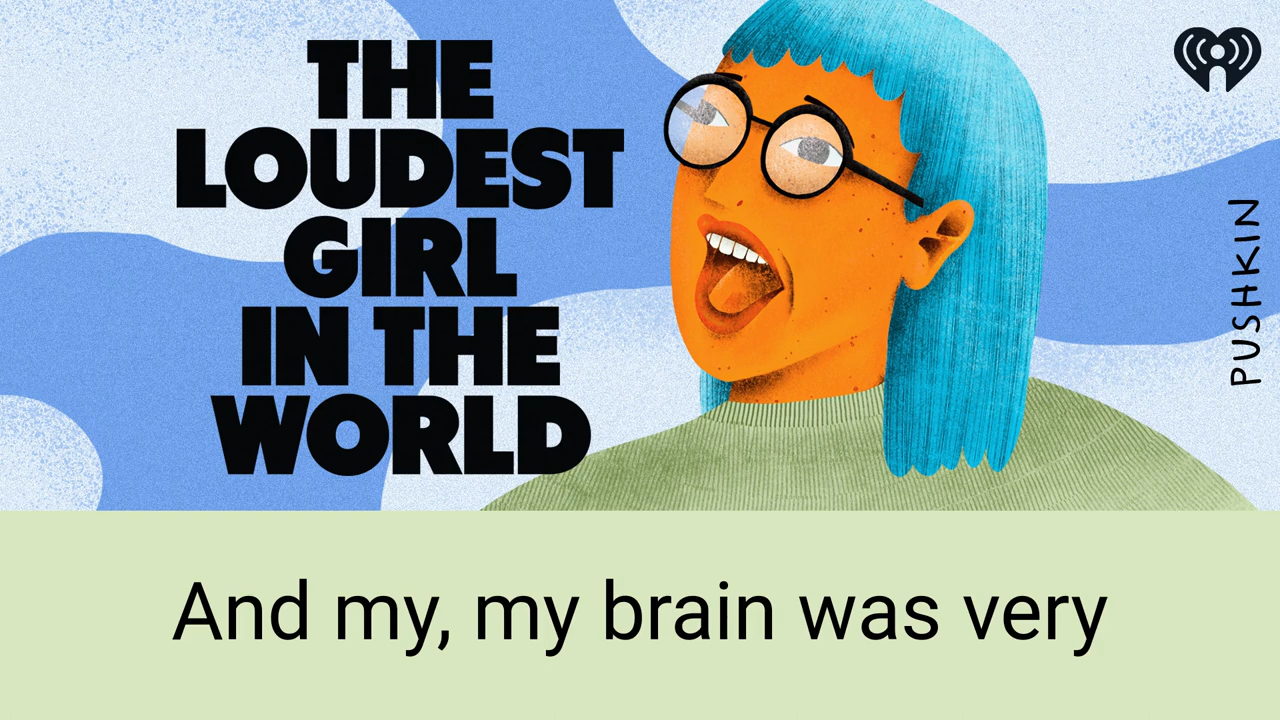 THE
LOUDEST
GIRL
IN THE
WORLD
PUSHKIN
And my, my brain was very